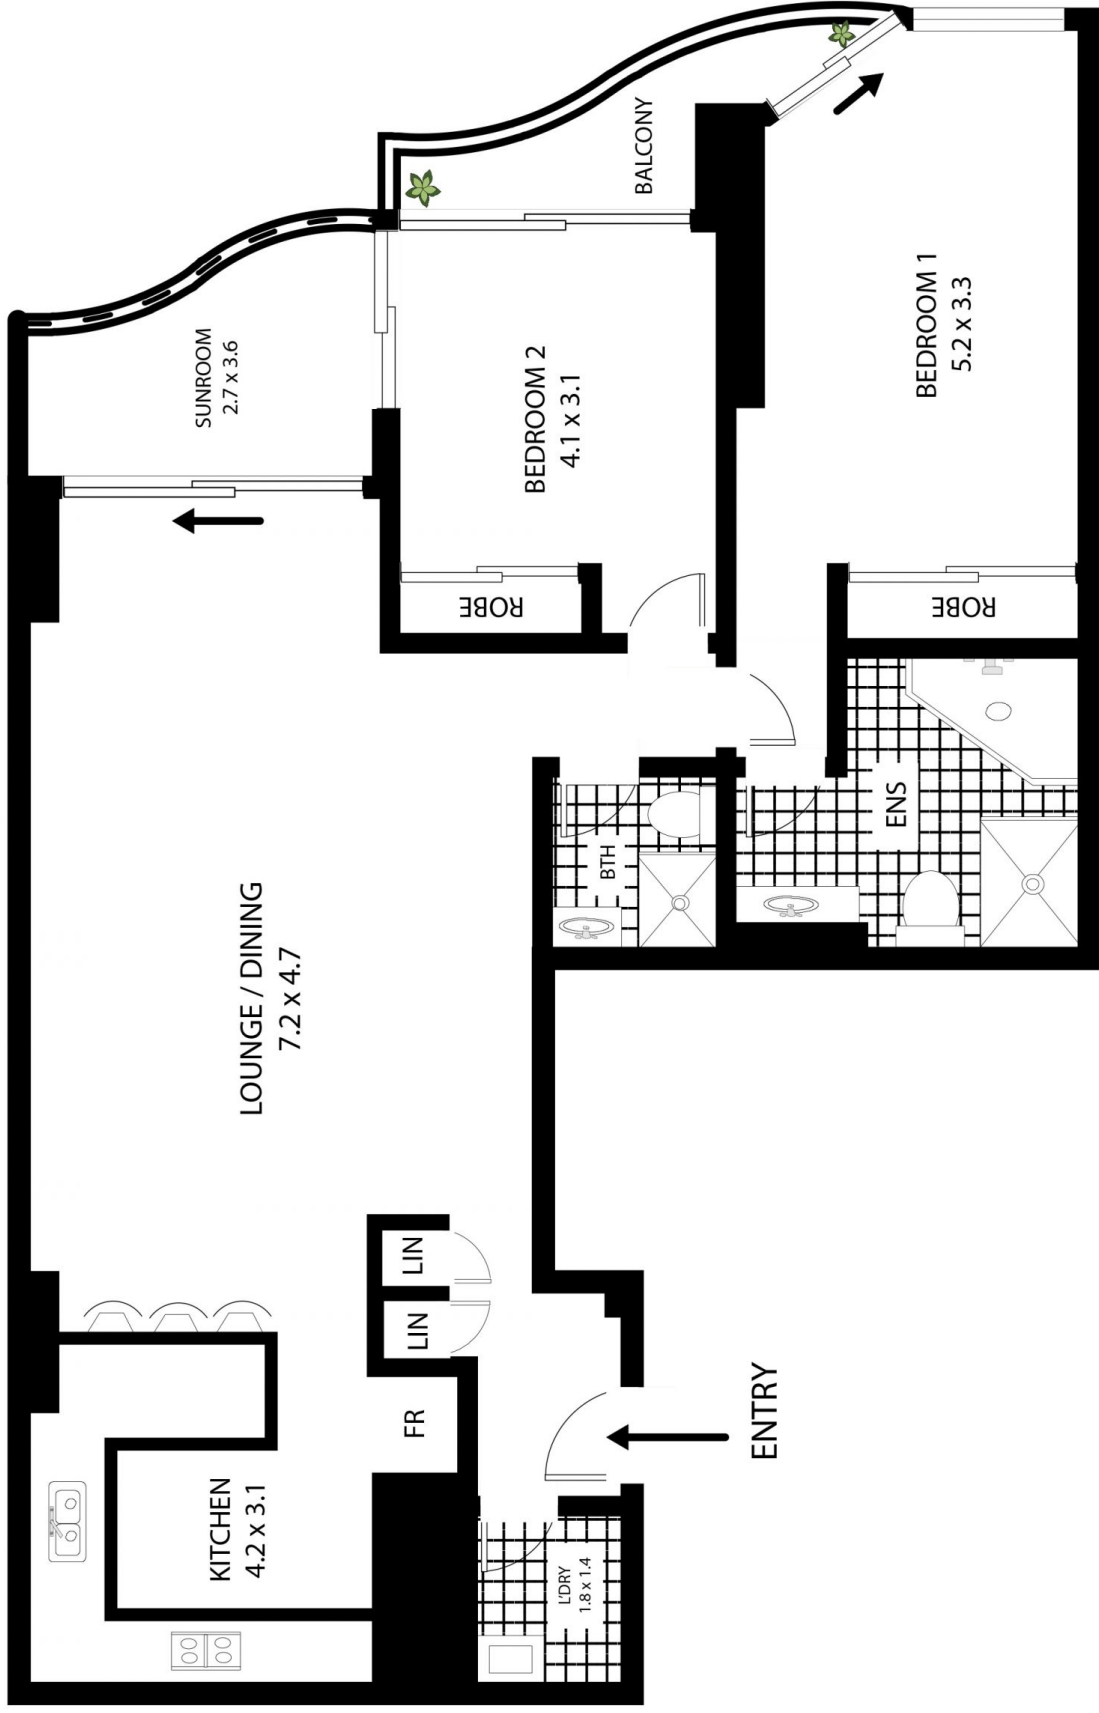 BALCONY
SUNROOM
2.7 x 3.6
BEDROOM 2
4.1 x 3.1
BEDROOM 1
5.2 x 3.3
ROBE
ROBE
LOUNGE / DINING
7.2 x 4.7
BTH
ENS
LIN
LIN
FR
KITCHEN
4.2 x 3.1
L'DRY
1.8 x 1.4
ENTRY